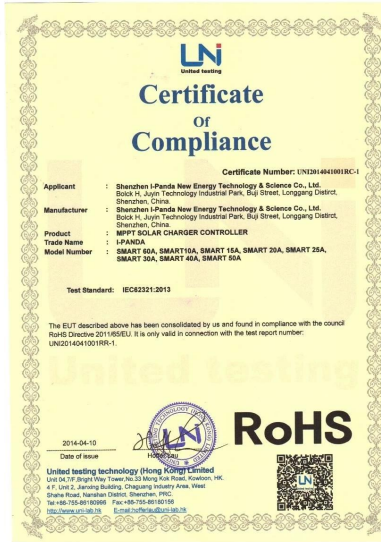 UNi
United testing
Certificate
Of
Compliance
Certificate Number: UNI2014041001RC-1
Applicant : Shenzhen I-Panda New Energy Technology & Science Co., Ltd.
Bolck H, Juyin Technology Industrial Park, Buji Street, Longgang Distirct,
Shenzhen, China.
Manufacturer : Shenzhen I-Panda New Energy Technology & Science Co., Ltd.
Bolck H, Juyin Technology Industrial Park, Buji Street, Longgang Distirct,
Shenzhen, China.
Product : MPPT SOLAR CHARGER CONTROLLER
Trade Name : I-PANDA
Model Number : SMART 60A, SMART10A, SMART 15A, SMART 20A, SMART 25A,
SMART 30A, SMART 40A, SMART 50A
Test Standard: IEC62321:2013
The EUT described above has been consolidated by us and found in compliance with the council
RoHS Directive 2011/65/EU. It is only valid in connection with the test report number:
UNI2014041001RR-1.
United testing
2014-04-10
Date of issue
Hoffer Lau
RoHS
United testing technology (Hong Kong) Limited
Unit 04,7/F,Bright Way Tower,No.33 Mong Kok Road, Kowloon, HK.
4 F, Unit 2, Jianxing Building, Chaguang Industry Area, West
Shahe Road, Nanshan District, Shenzhen, PRC.
Tel:+86-755-86180996 Fax:+86-755-86180156
http://www.uni-lab.hk E-mail:hofferlau@uni-lab.hk